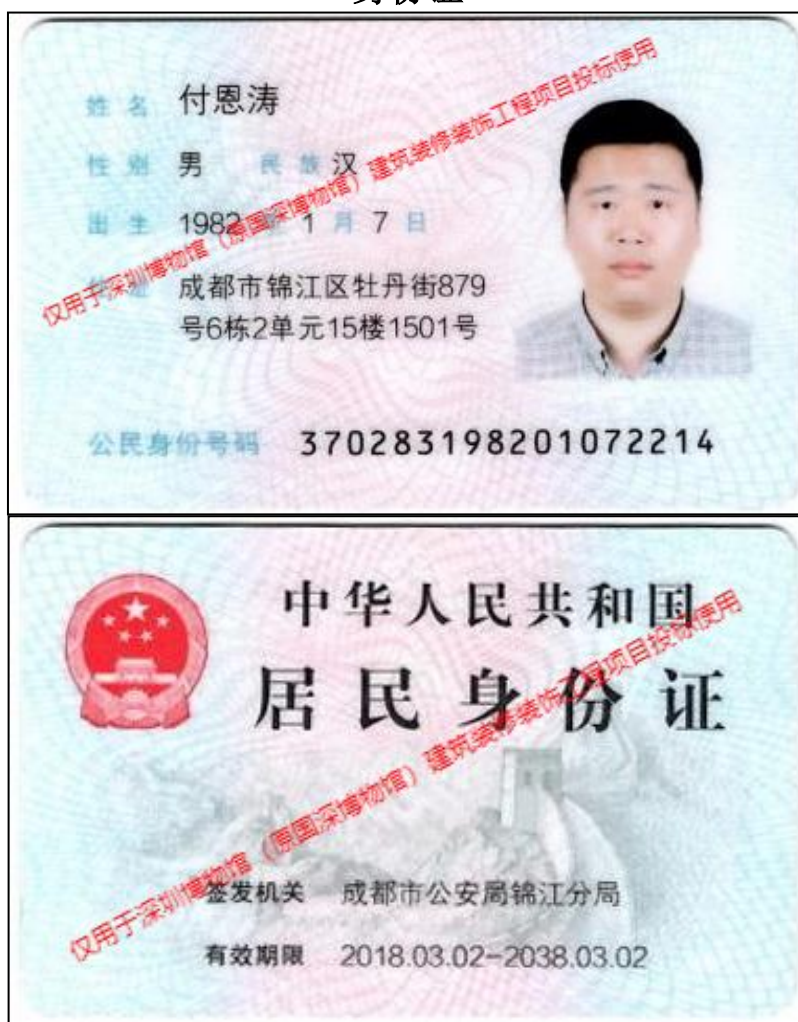 姓名 付恩涛
性别 男 民族 汉
出生 1982 年 1 月 7 日
住址 成都市锦江区牡丹街879
号6栋2单元15楼1501号
公民身份号码 370283198201072214
仅用于深圳博物馆（原国深博物馆）建筑装修装饰工程项目投标使用
中华人民共和国
居民身份证
签发机关 成都市公安局锦江分局
有效期限 2018.03.02-2038.03.02
仅用于深圳博物馆（原国深博物馆）建筑装修装饰工程项目投标使用